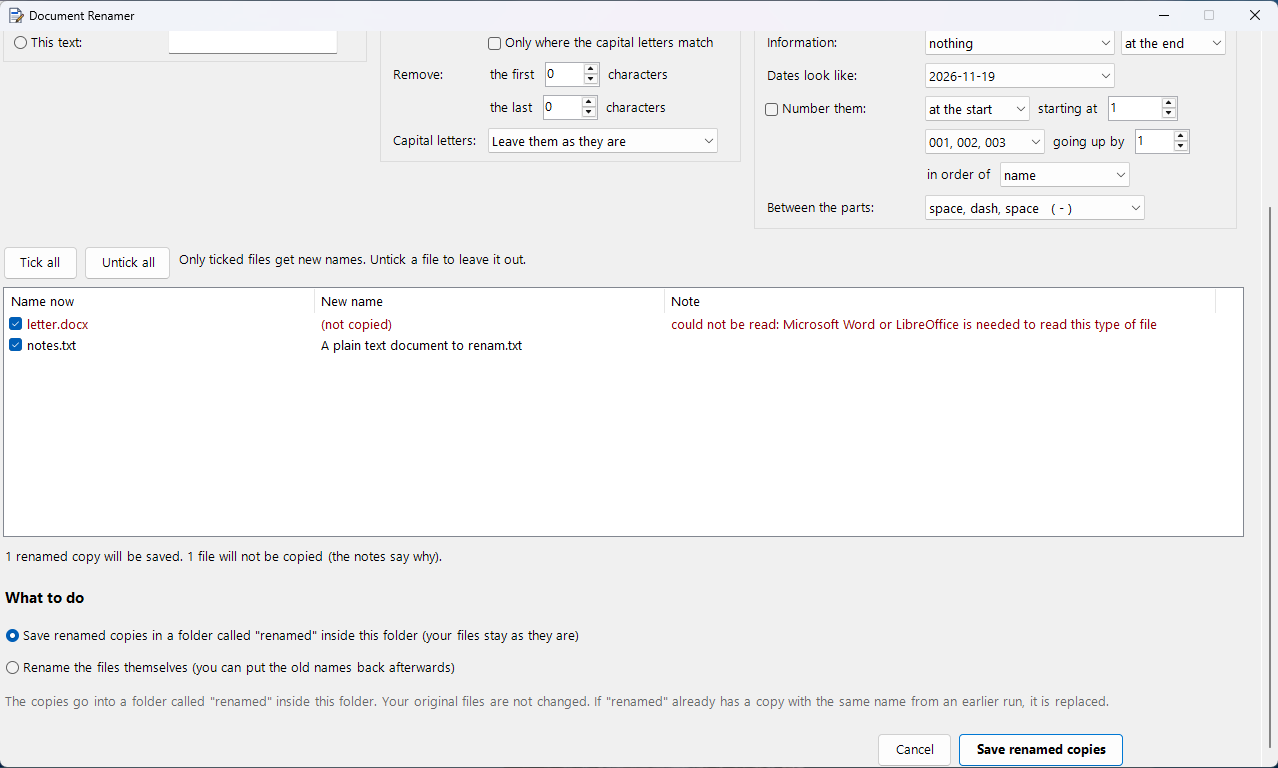 Document Renamer
This text:
Only where the capital letters match
Information: nothing at the end
Remove: the first 0 characters
Dates look like: 2026-11-19
the last 0 characters
Number them: at the start starting at 1
Capital letters: Leave them as they are
001, 002, 003 going up by 1
in order of name
Between the parts: space, dash, space ( - )
Tick all Untick all Only ticked files get new names. Untick a file to leave it out.
Name now New name Note
letter.docx (not copied) could not be read: Microsoft Word or LibreOffice is needed to read this type of file
notes.txt A plain text document to renam.txt
1 renamed copy will be saved. 1 file will not be copied (the notes say why).
What to do
Save renamed copies in a folder called "renamed" inside this folder (your files stay as they are)
Rename the files themselves (you can put the old names back afterwards)
The copies go into a folder called "renamed" inside this folder. Your original files are not changed. If "renamed" already has a copy with the same name from an earlier run, it is replaced.
Cancel Save renamed copies